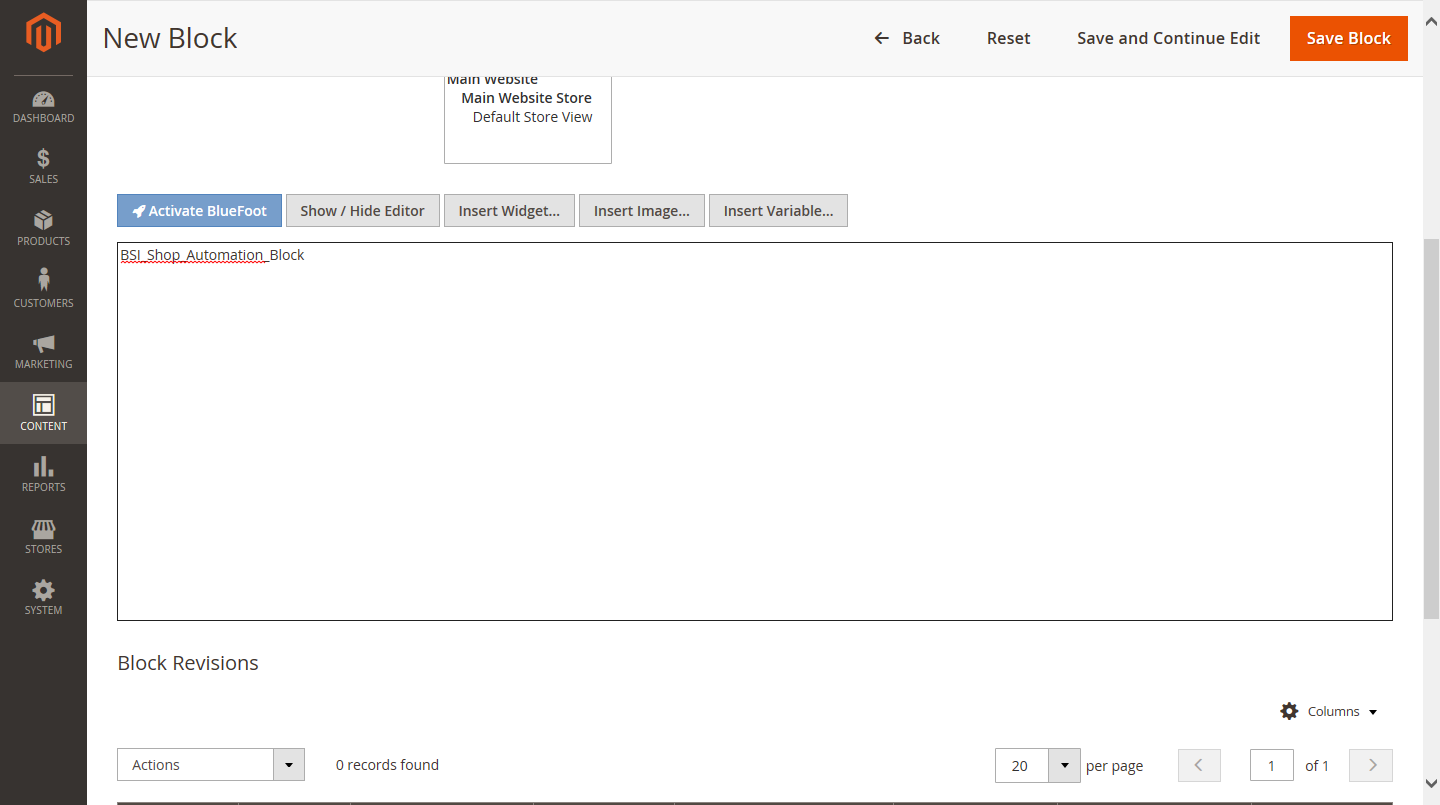 New Block
Back
Reset
Save and Continue Edit
Save Block
DASHBOARD
SALES
PRODUCTS
CUSTOMERS
MARKETING
CONTENT
REPORTS
STORES
SYSTEM
Main Website
Main Website Store
Default Store View
Activate BlueFoot
Show / Hide Editor
Insert Widget...
Insert Image...
Insert Variable...
BSI_Shop_Automation_Block
Block Revisions
Columns
Actions
0 records found
20
per page
1
of 1